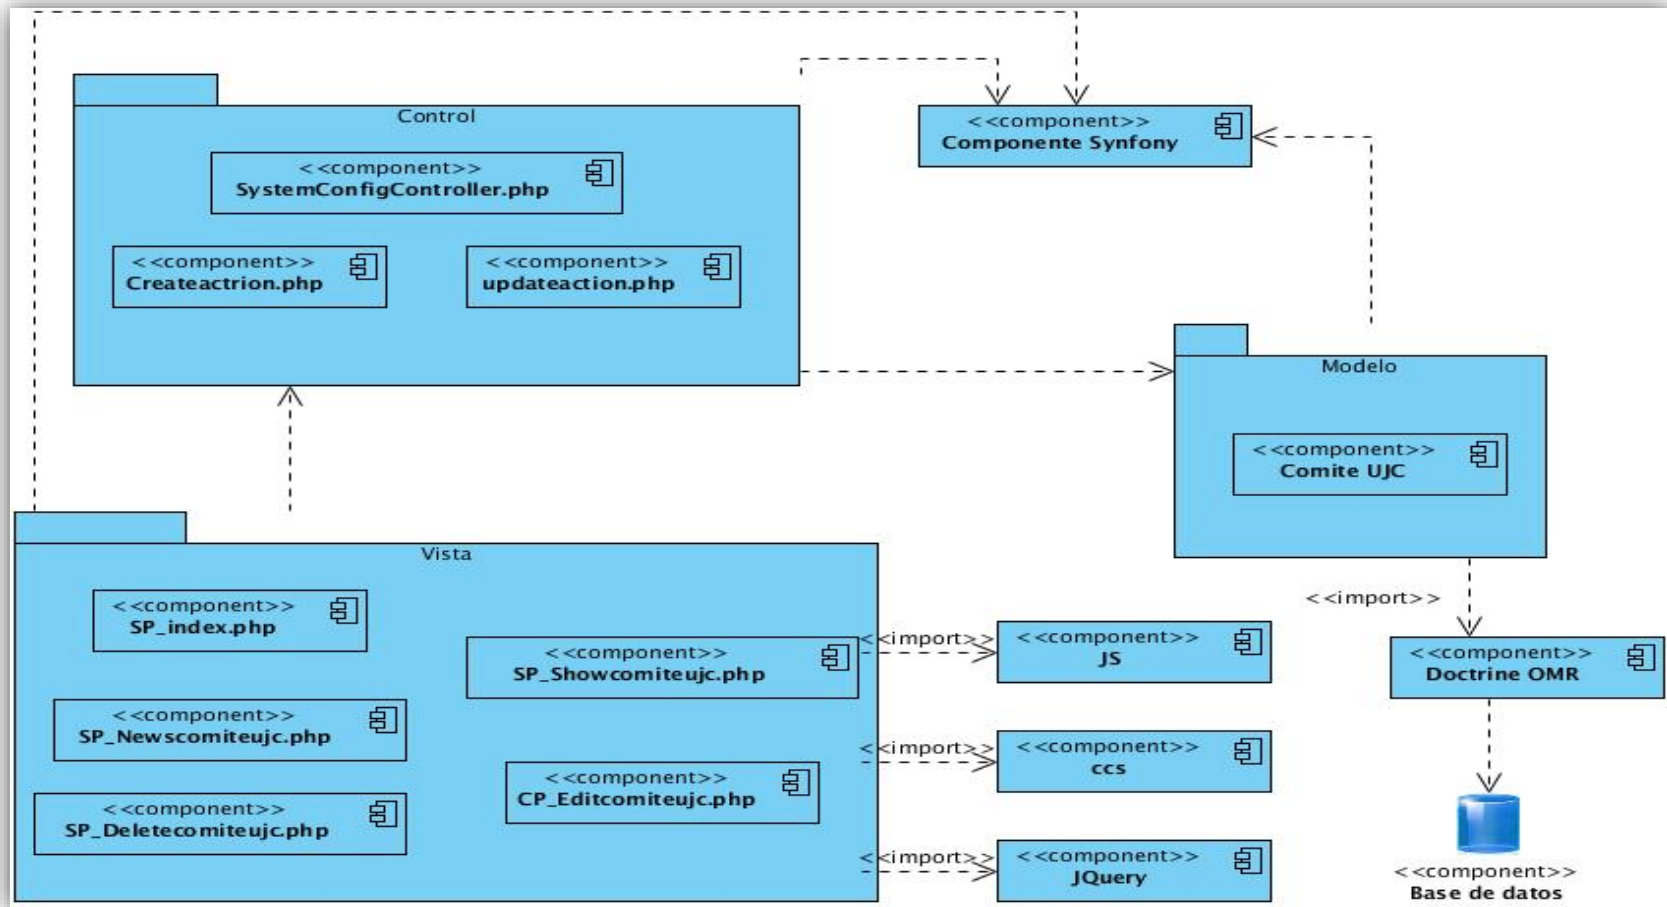 Control
<<component>>
SystemConfigController.php
<<component>>
Createactrion.php
<<component>>
updateaction.php
<<component>>
Componente Synfony
Modelo
<<component>>
Comite UJC
Vista
<<component>>
SP_index.php
<<component>>
SP_Showcomiteujc.php
<<component>>
SP_Newscomiteujc.php
<<component>>
CP_Editcomiteujc.php
<<component>>
SP_Deletecomiteujc.php
<<import>>
<<component>>
JS
<<import>>
<<component>>
ccs
<<import>>
<<component>>
JQuery
<<import>>
<<component>>
Doctrine OMR
<<component>>
Base de datos